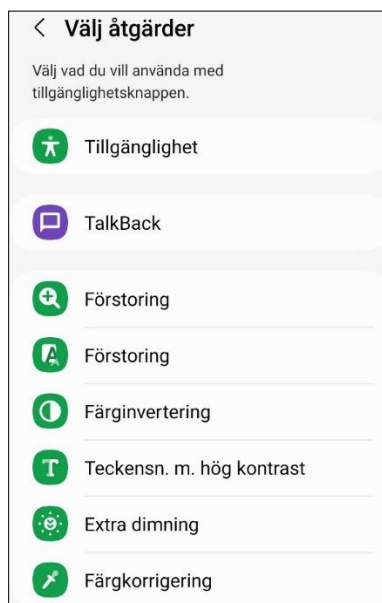 Välj åtgärder
Välj vad du vill använda med
tillgänglighetsknappen.
Tillgänglighet
TalkBack
Förstoring
Förstoring
Färginvertering
Teckensn. m. hög kontrast
Extra dimning
Färgkorrigering